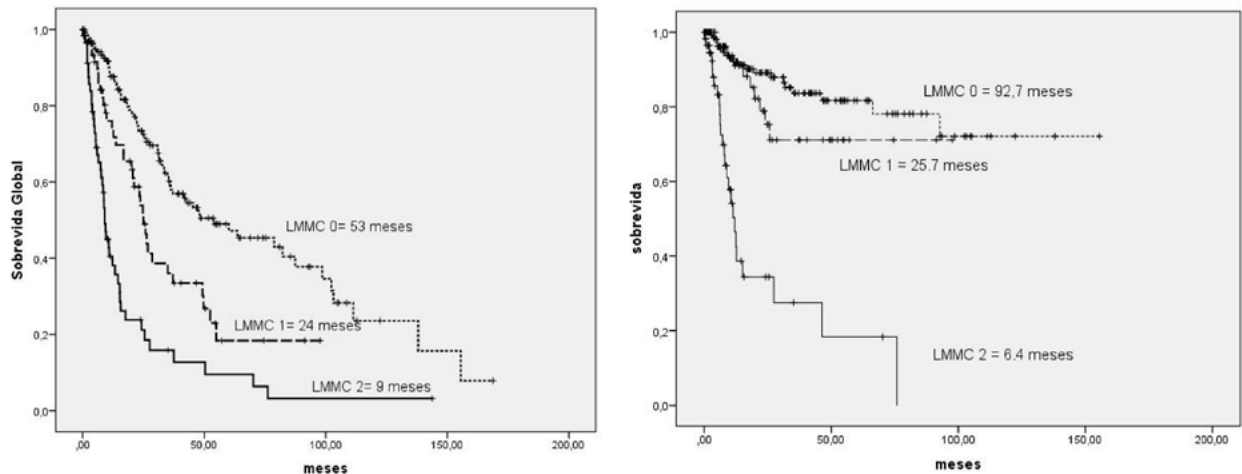 1,0
0,8
0,6
0,4
0,2
0,0
Sobrevida Global
LMMC 0= 53 meses
LMMC 1= 24 meses
LMMC 2= 9 meses
,00
50,00
100,00
150,00
200,00
meses
1,0
0,8
0,6
0,4
0,2
0,0
sobrevida
LMMC 0 = 92,7 meses
LMMC 1 = 25.7 meses
LMMC 2 = 6.4 meses
,00
50,00
100,00
150,00
200,00
meses